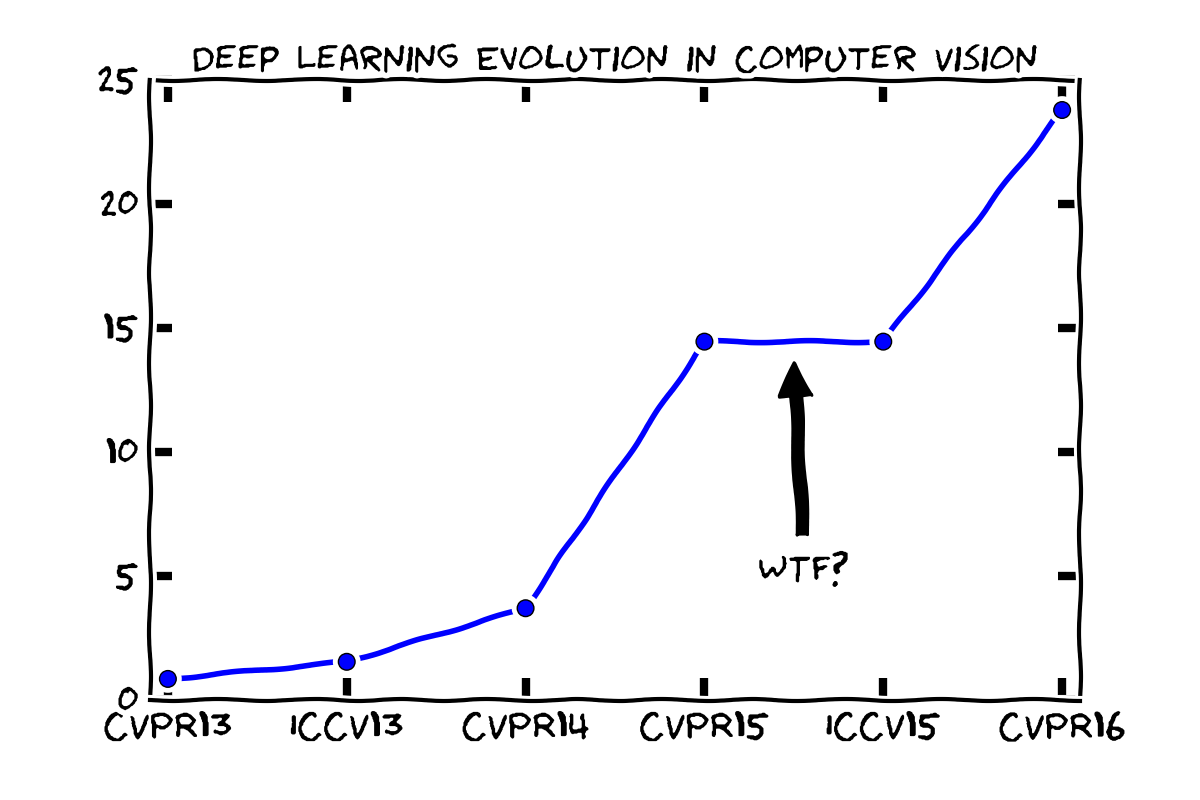 DEEP LEARNING EVOLUTION IN COMPUTER VISION
25
20
15
10
5
0
WTF?
CVPR13 ICCV13 CVPR14 CVPR15 ICCV15 CVPR16